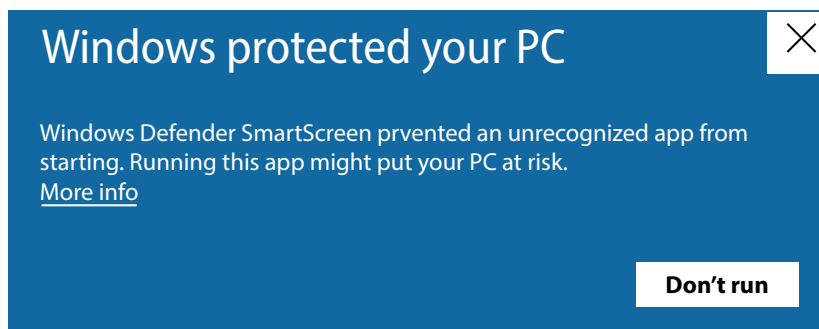 Windows protected your PC
Windows Defender SmartScreen prvented an unrecognized app from
starting. Running this app might put your PC at risk.
More info
Don’t run